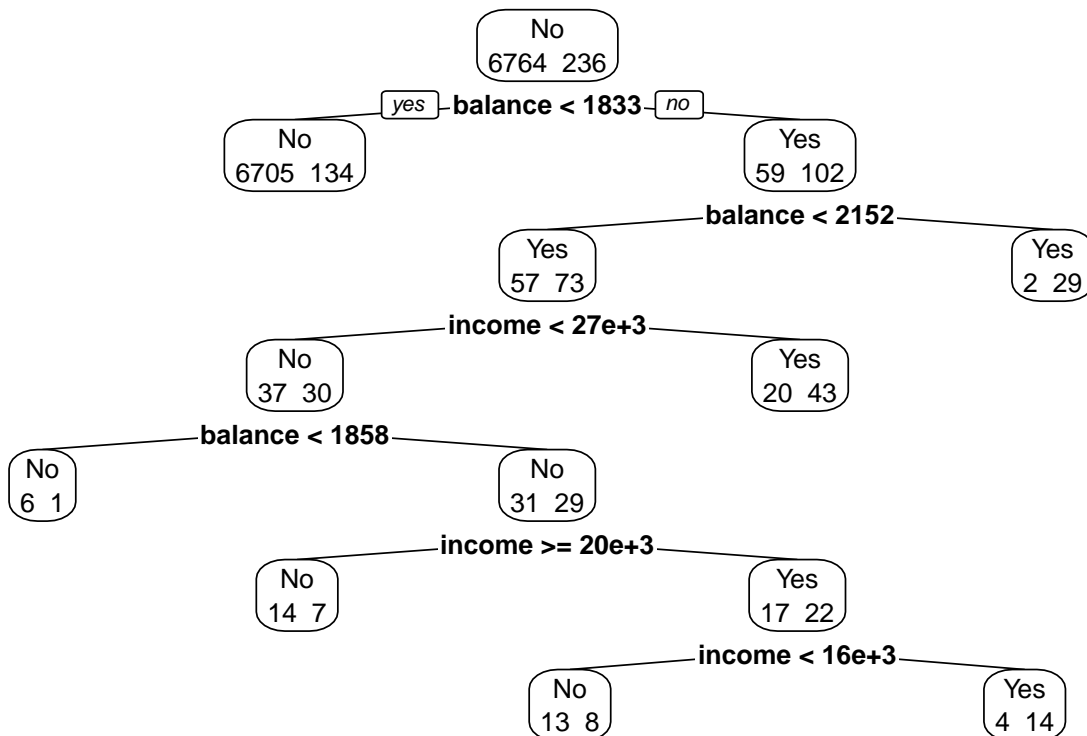 No
6764 236
yes balance < 1833 no
No
6705 134
Yes
59 102
balance < 2152
Yes
57 73
Yes
2 29
income < 27e+3
No
37 30
Yes
20 43
balance < 1858
No
6 1
No
31 29
income >= 20e+3
No
14 7
Yes
17 22
income < 16e+3
No
13 8
Yes
4 14